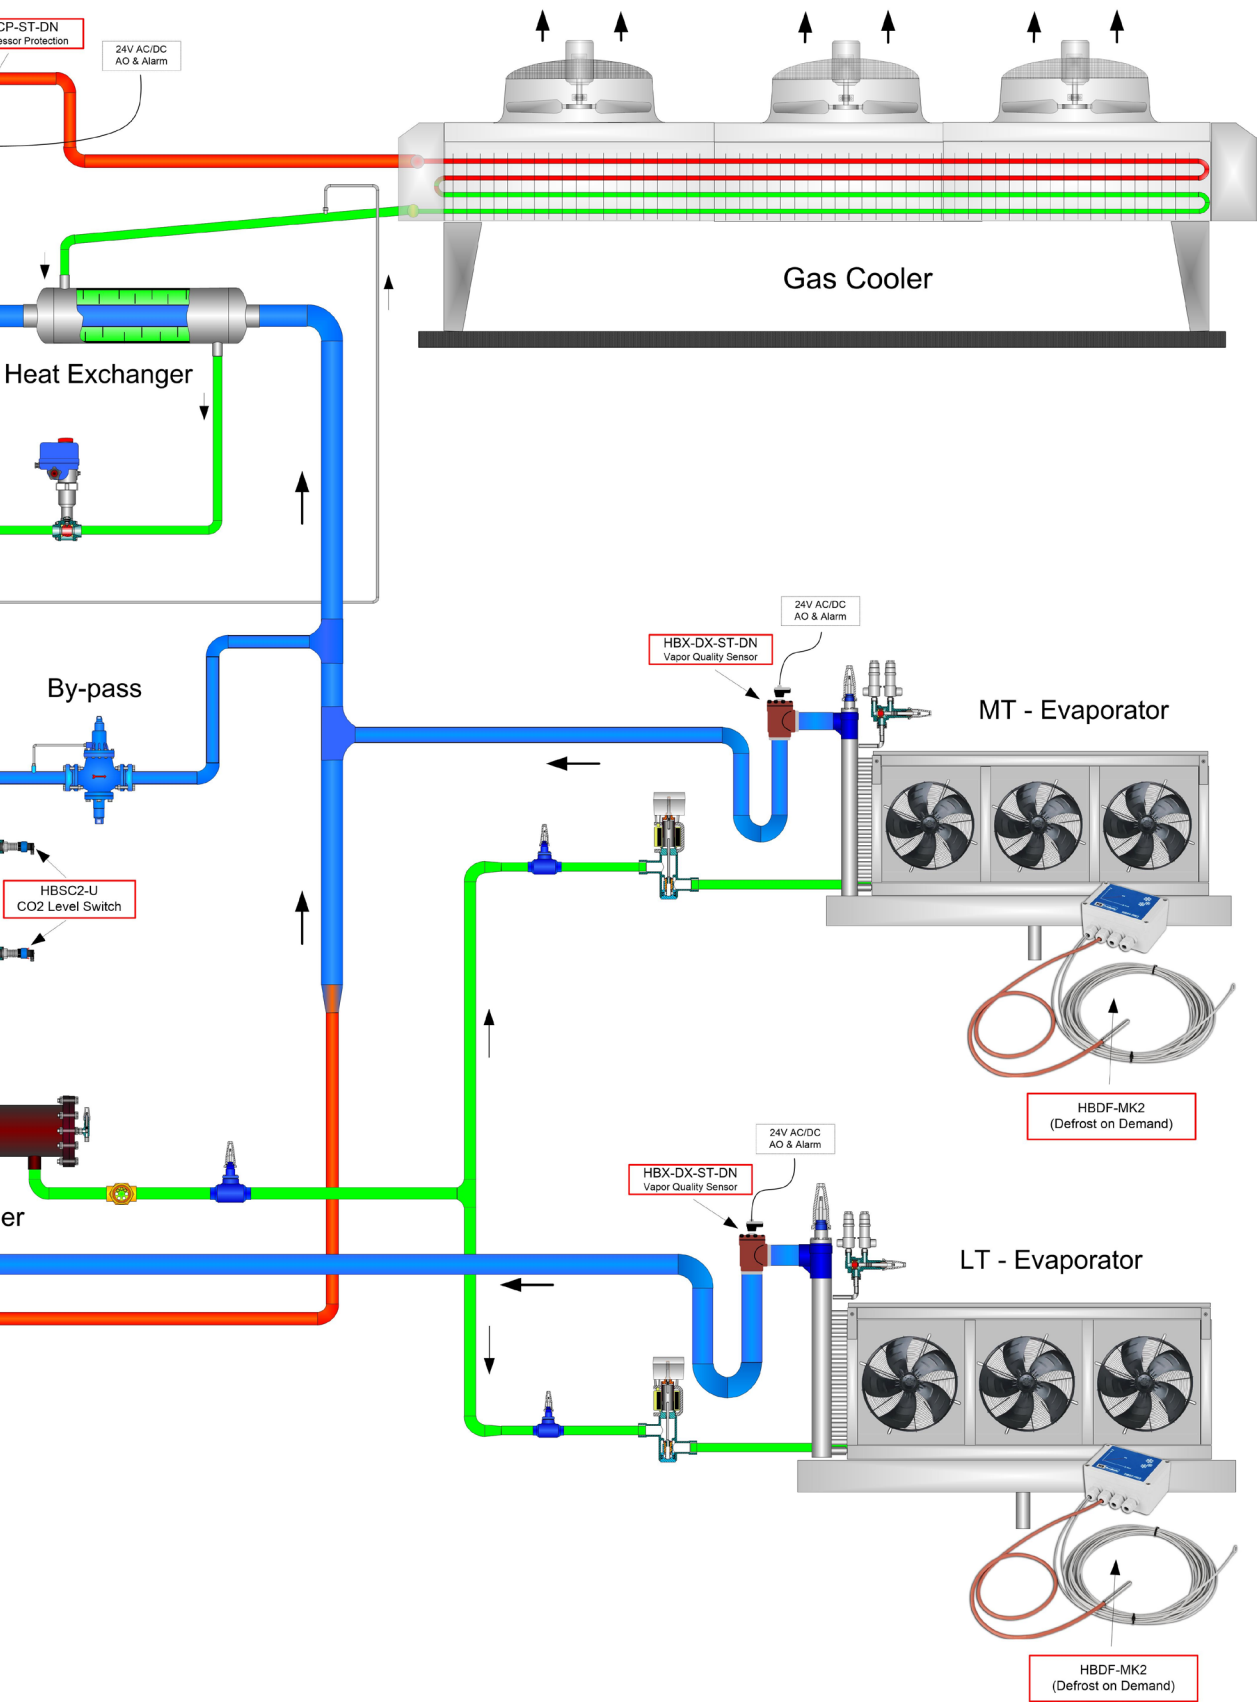 CP-ST-DN
essor Protection
24V AC/DC
AO & Alarm
Gas Cooler
Heat Exchanger
24V AC/DC
AO & Alarm
HBX-DX-ST-DN
Vapor Quality Sensor
By-pass
MT - Evaporator
HBSC2-U
CO2 Level Switch
HBDF-MK2
(Defrost on Demand)
24V AC/DC
AO & Alarm
HBX-DX-ST-DN
Vapor Quality Sensor
er
LT - Evaporator
HBDF-MK2
(Defrost on Demand)